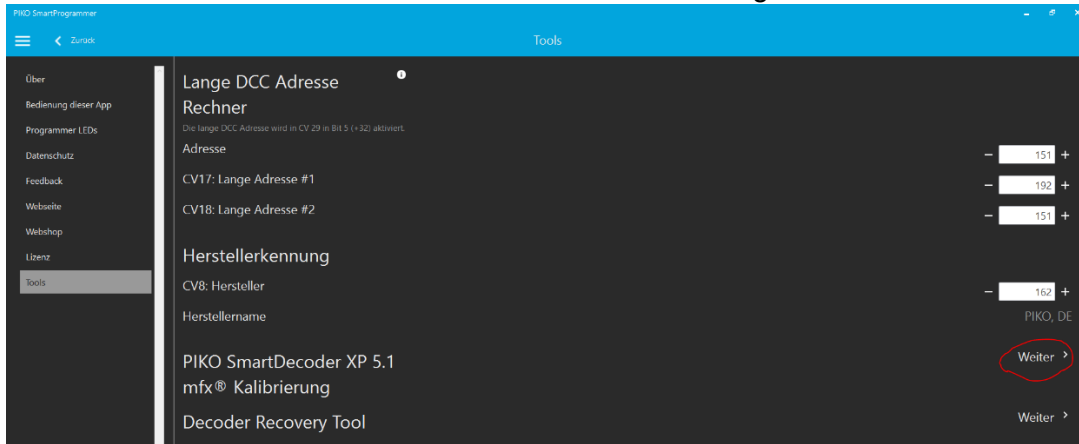 PIKO SmartProgrammer
Zurück Tools
Über
Bedienung dieser App
Programmer LEDs
Datenschutz
Feedback
Webseite
Webshop
Lizenz
Tools
Lange DCC Adresse
Rechner
Die lange DCC Adresse wird in CV 29 in Bit 5 (+32) aktiviert.
Adresse − 151 +
CV17: Lange Adresse #1 − 192 +
CV18: Lange Adresse #2 − 151 +
Herstellerkennung
CV8: Hersteller − 162 +
Herstellername PIKO, DE
PIKO SmartDecoder XP 5.1 Weiter >
mfx® Kalibrierung
Decoder Recovery Tool Weiter >